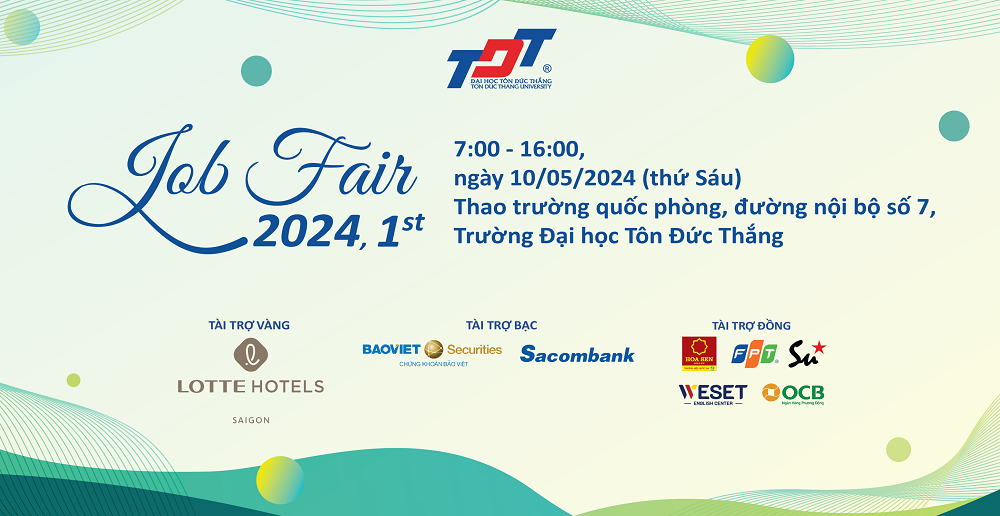 TDT
®
ĐẠI HỌC TÔN ĐỨC THẮNG
TON DUC THANG UNIVERSITY
Job Fair
2024, 1st
7:00 - 16:00,
ngày 10/05/2024 (thứ Sáu)
Thao trường quốc phòng, đường nội bộ số 7,
Trường Đại học Tôn Đức Thắng
TÀI TRỢ VÀNG
LOTTE HOTELS
SAIGON
TÀI TRỢ BẠC
BAOVIET Securities
CHỨNG KHOÁN BẢO VIỆT
Sacombank
TÀI TRỢ ĐỒNG
HOA SEN
FPT
Su
WESET
ENGLISH CENTER
OCB
Ngân Hàng Phương Đông